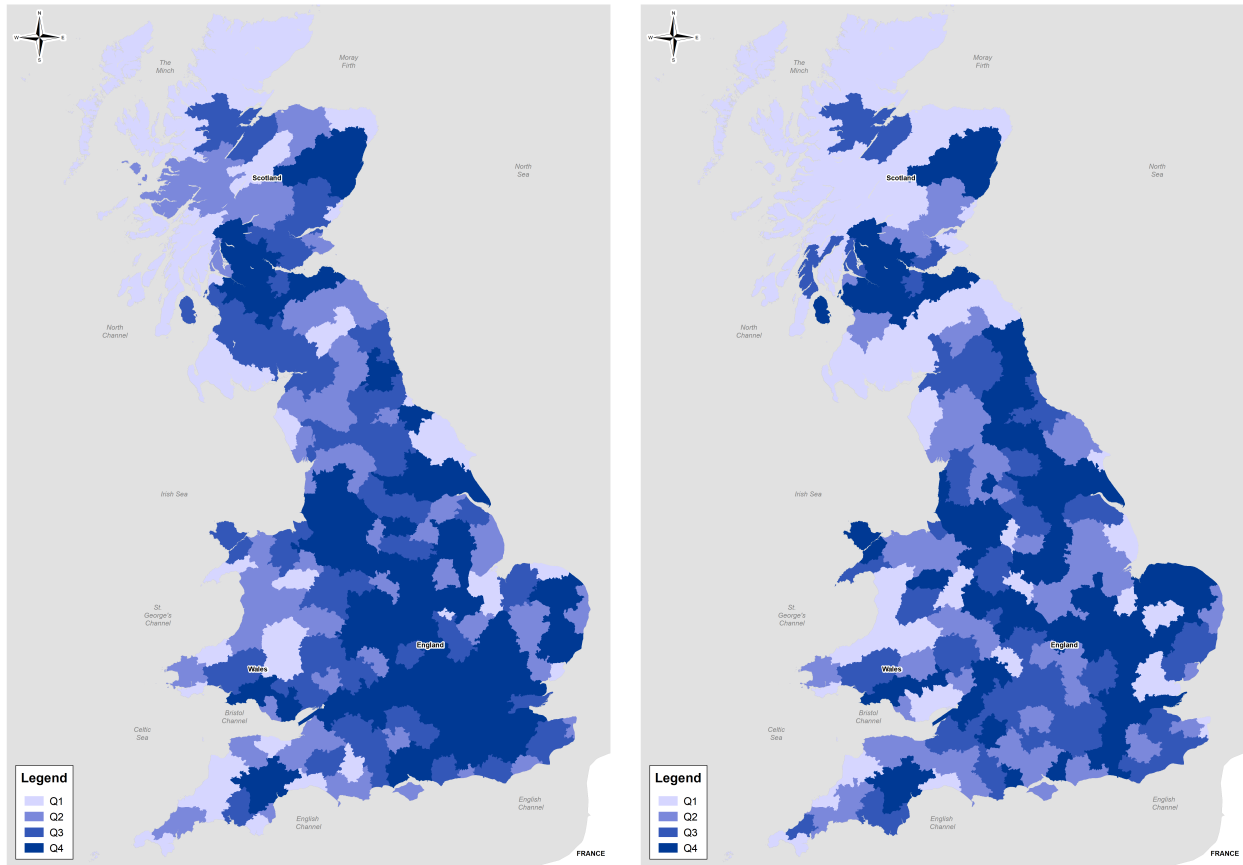 N
W
E
S
The
Minch
Moray
Firth
North
Sea
Scotland
North
Channel
Irish Sea
St.
George's
Channel
England
Wales
Bristol
Channel
Celtic
Sea
English
Channel
English
Channel
Legend
Q1
Q2
Q3
Q4
FRANCE
N
W
E
S
The
Minch
Moray
Firth
North
Sea
Scotland
North
Channel
Irish Sea
St.
George's
Channel
England
Wales
Bristol
Channel
Celtic
Sea
English
Channel
English
Channel
Legend
Q1
Q2
Q3
Q4
FRANCE